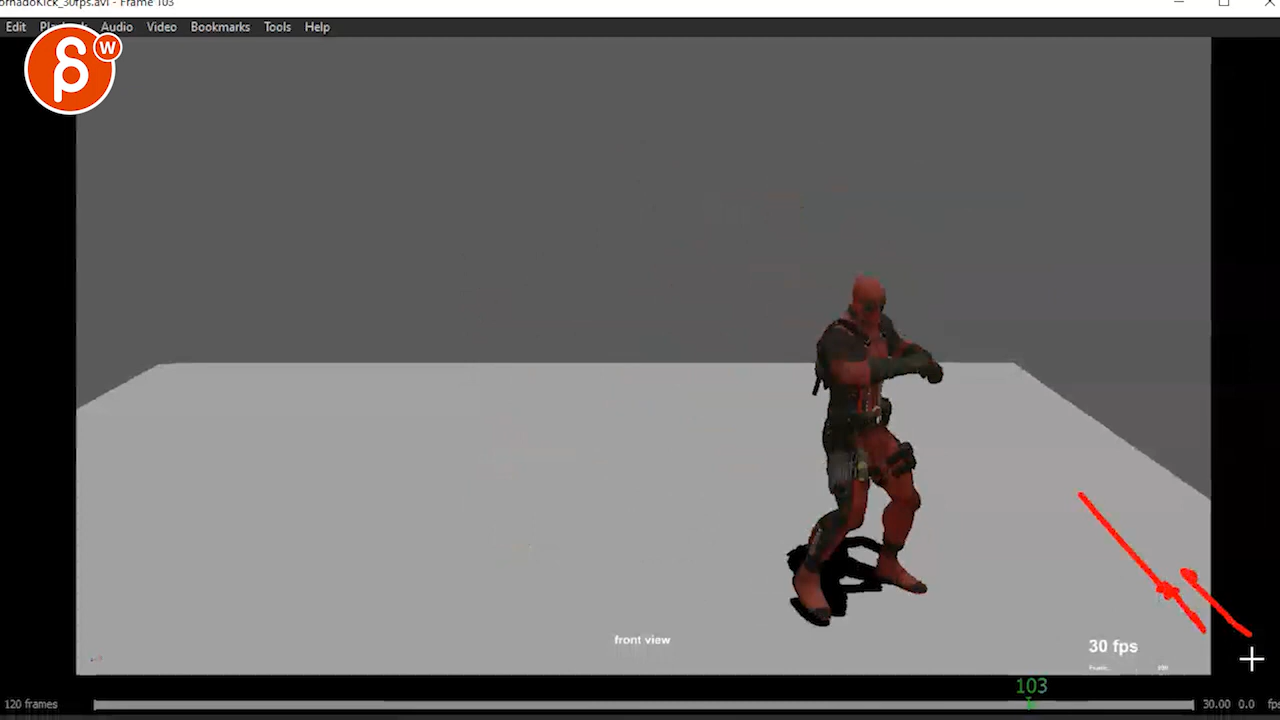 ornadoKick_30fps.avi - Frame 103
Edit Playback Audio Video Bookmarks Tools Help
W
front view
30 fps
103
120 frames
30.00 0.0 fps